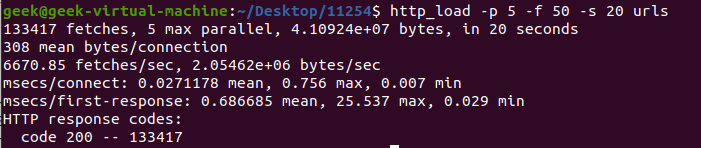 geek@geek-virtual-machine:~/Desktop/11254$ http_load -p 5 -f 50 -s 20 urls
133417 fetches, 5 max parallel, 4.10924e+07 bytes, in 20 seconds
308 mean bytes/connection
6670.85 fetches/sec, 2.05462e+06 bytes/sec
msecs/connect: 0.0271178 mean, 0.756 max, 0.007 min
msecs/first-response: 0.686685 mean, 25.537 max, 0.029 min
HTTP response codes:
  code 200 -- 133417